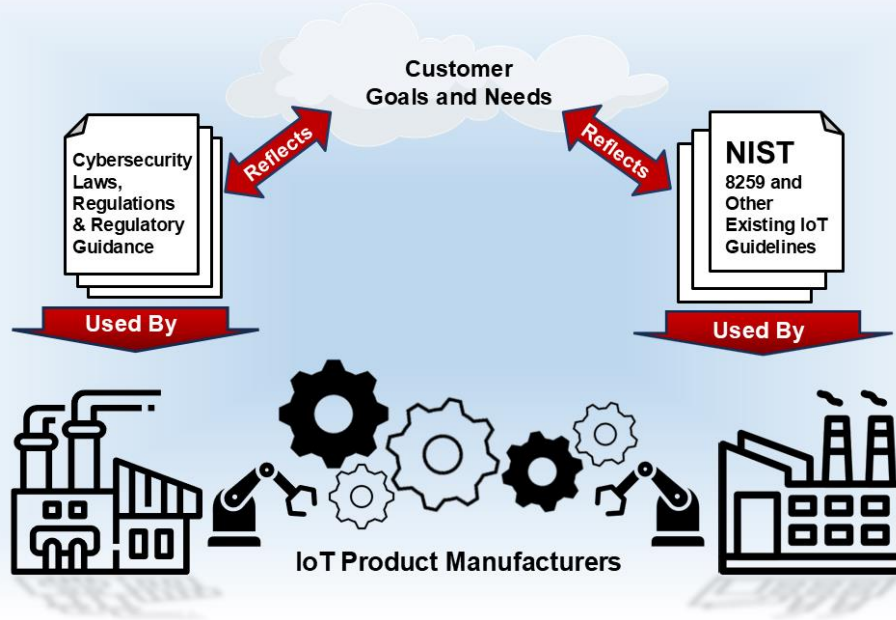 Customer
Goals and Needs
Reflects
Reflects
Cybersecurity
Laws,
Regulations
& Regulatory
Guidance
NIST
8259 and
Other
Existing IoT
Guidelines
Used By
Used By
IoT Product Manufacturers